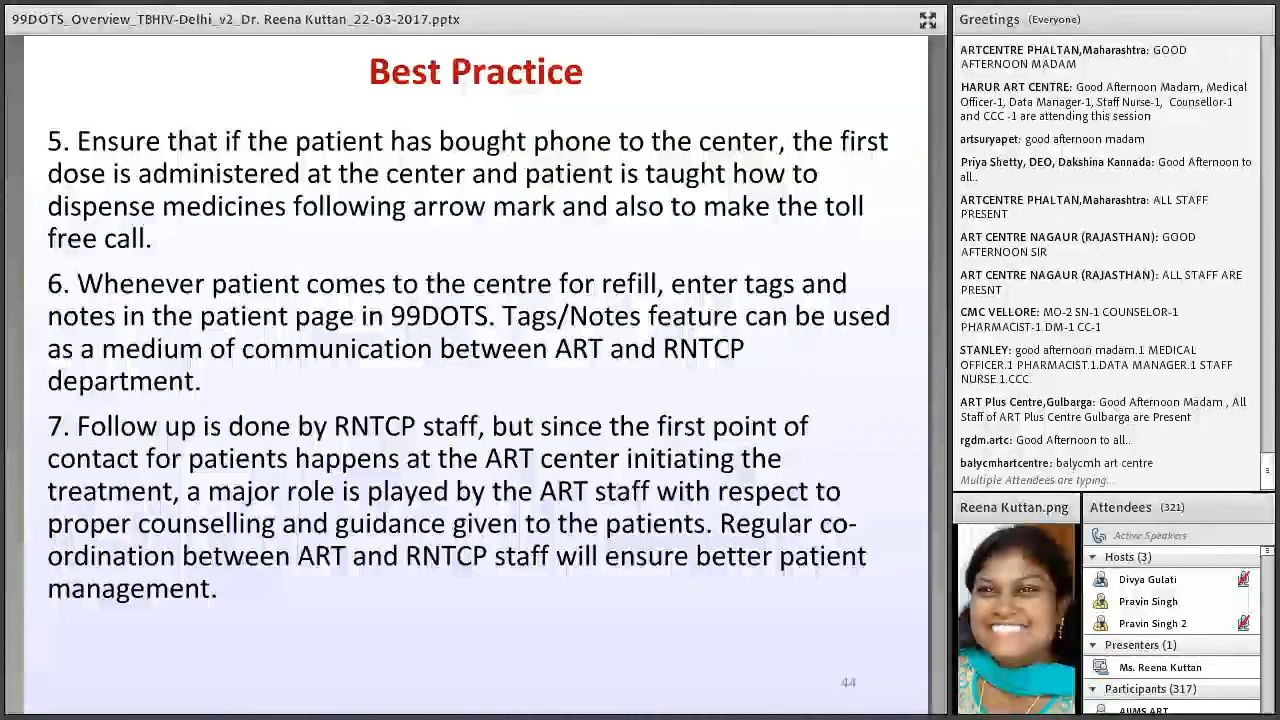 99DOTS_Overview_TBHIV-Delhi_v2_Dr. Reena Kuttan_22-03-2017.pptx
Best Practice
5. Ensure that if the patient has bought phone to the center, the first
dose is administered at the center and patient is taught how to
dispense medicines following arrow mark and also to make the toll
free call.
6. Whenever patient comes to the centre for refill, enter tags and
notes in the patient page in 99DOTS. Tags/Notes feature can be used
as a medium of communication between ART and RNTCP
department.
7. Follow up is done by RNTCP staff, but since the first point of
contact for patients happens at the ART center initiating the
treatment, a major role is played by the ART staff with respect to
proper counselling and guidance given to the patients. Regular co-
ordination between ART and RNTCP staff will ensure better patient
management.
44
Greetings (Everyone)
ARTCENTRE PHALTAN,Maharashtra: GOOD
AFTERNOON MADAM
HARUR ART CENTRE: Good Afternoon Madam, Medical
Officer-1, Data Manager-1, Staff Nurse-1, Counsellor-1
and CCC -1 are attending this session
artsuryapet: good afternoon madam
Priya Shetty, DEO, Dakshina Kannada: Good Afternoon to
all..
ARTCENTRE PHALTAN,Maharashtra: ALL STAFF
PRESENT
ART CENTRE NAGAUR (RAJASTHAN): GOOD
AFTERNOON SIR
ART CENTRE NAGAUR (RAJASTHAN): ALL STAFF ARE
PRESNT
CMC VELLORE: MO-2 SN-1 COUNSELOR-1
PHARMACIST-1 DM-1 CC-1
STANLEY: good afternoon madam.1 MEDICAL
OFFICER.1 PHARMACIST.1.DATA MANAGER.1 STAFF
NURSE.1.CCC.
ART Plus Centre,Gulbarga: Good Afternoon Madam , All
Staff of ART Plus Centre Gulbarga are Present
rgdm.artc: Good Afternoon to all..
balycmhartcentre: balycmh art centre
Multiple Attendees are typing...
Reena Kuttan.png
Attendees (321)
Active Speakers
Hosts (3)
Divya Gulati
Pravin Singh
Pravin Singh 2
Presenters (1)
Ms. Reena Kuttan
Participants (317)
AIIMS ART